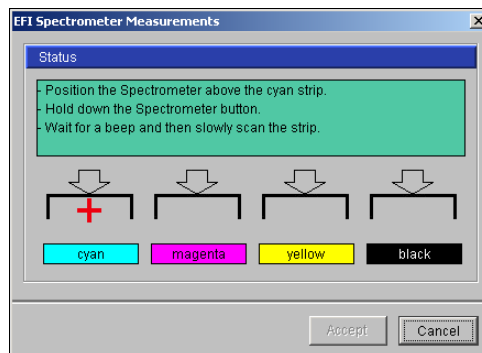 EFI Spectrometer Measurements
Status
- Position the Spectrometer above the cyan strip.
- Hold down the Spectrometer button.
- Wait for a beep and then slowly scan the strip.
cyan magenta yellow black
Accept Cancel